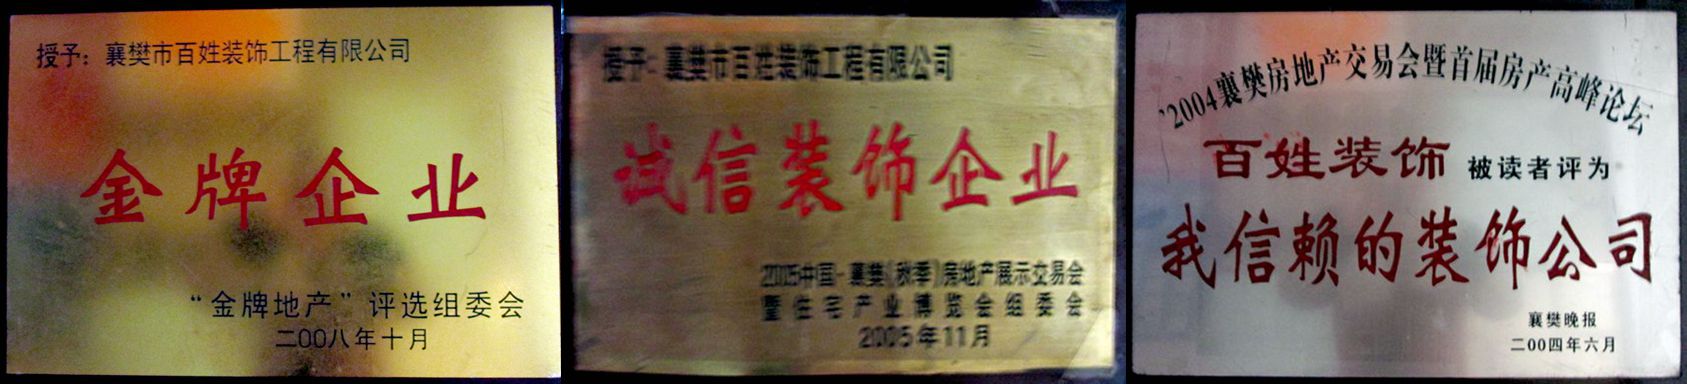 授予：襄樊市百姓装饰工程有限公司
金牌企业
“金牌地产”评选组委会
二00八年十月
授予：襄樊市百姓装饰工程有限公司
诚信装饰企业
2005中国-襄樊（秋季）房地产展示交易会
暨住宅产业博览会组委会
2005年11月
'2004襄樊房地产交易会暨首届房产高峰论坛
百姓装饰 被读者评为
我信赖的装饰公司
襄樊晚报
二00四年六月